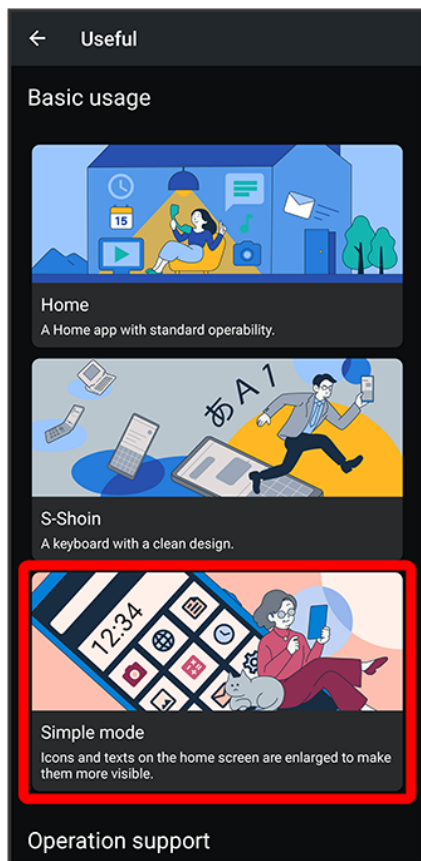 Useful
Basic usage
15
Home
A Home app with standard operability.
あ A 1
S-Shoin
A keyboard with a clean design.
12:34
Simple mode
Icons and texts on the home screen are enlarged to make
them more visible.
Operation support